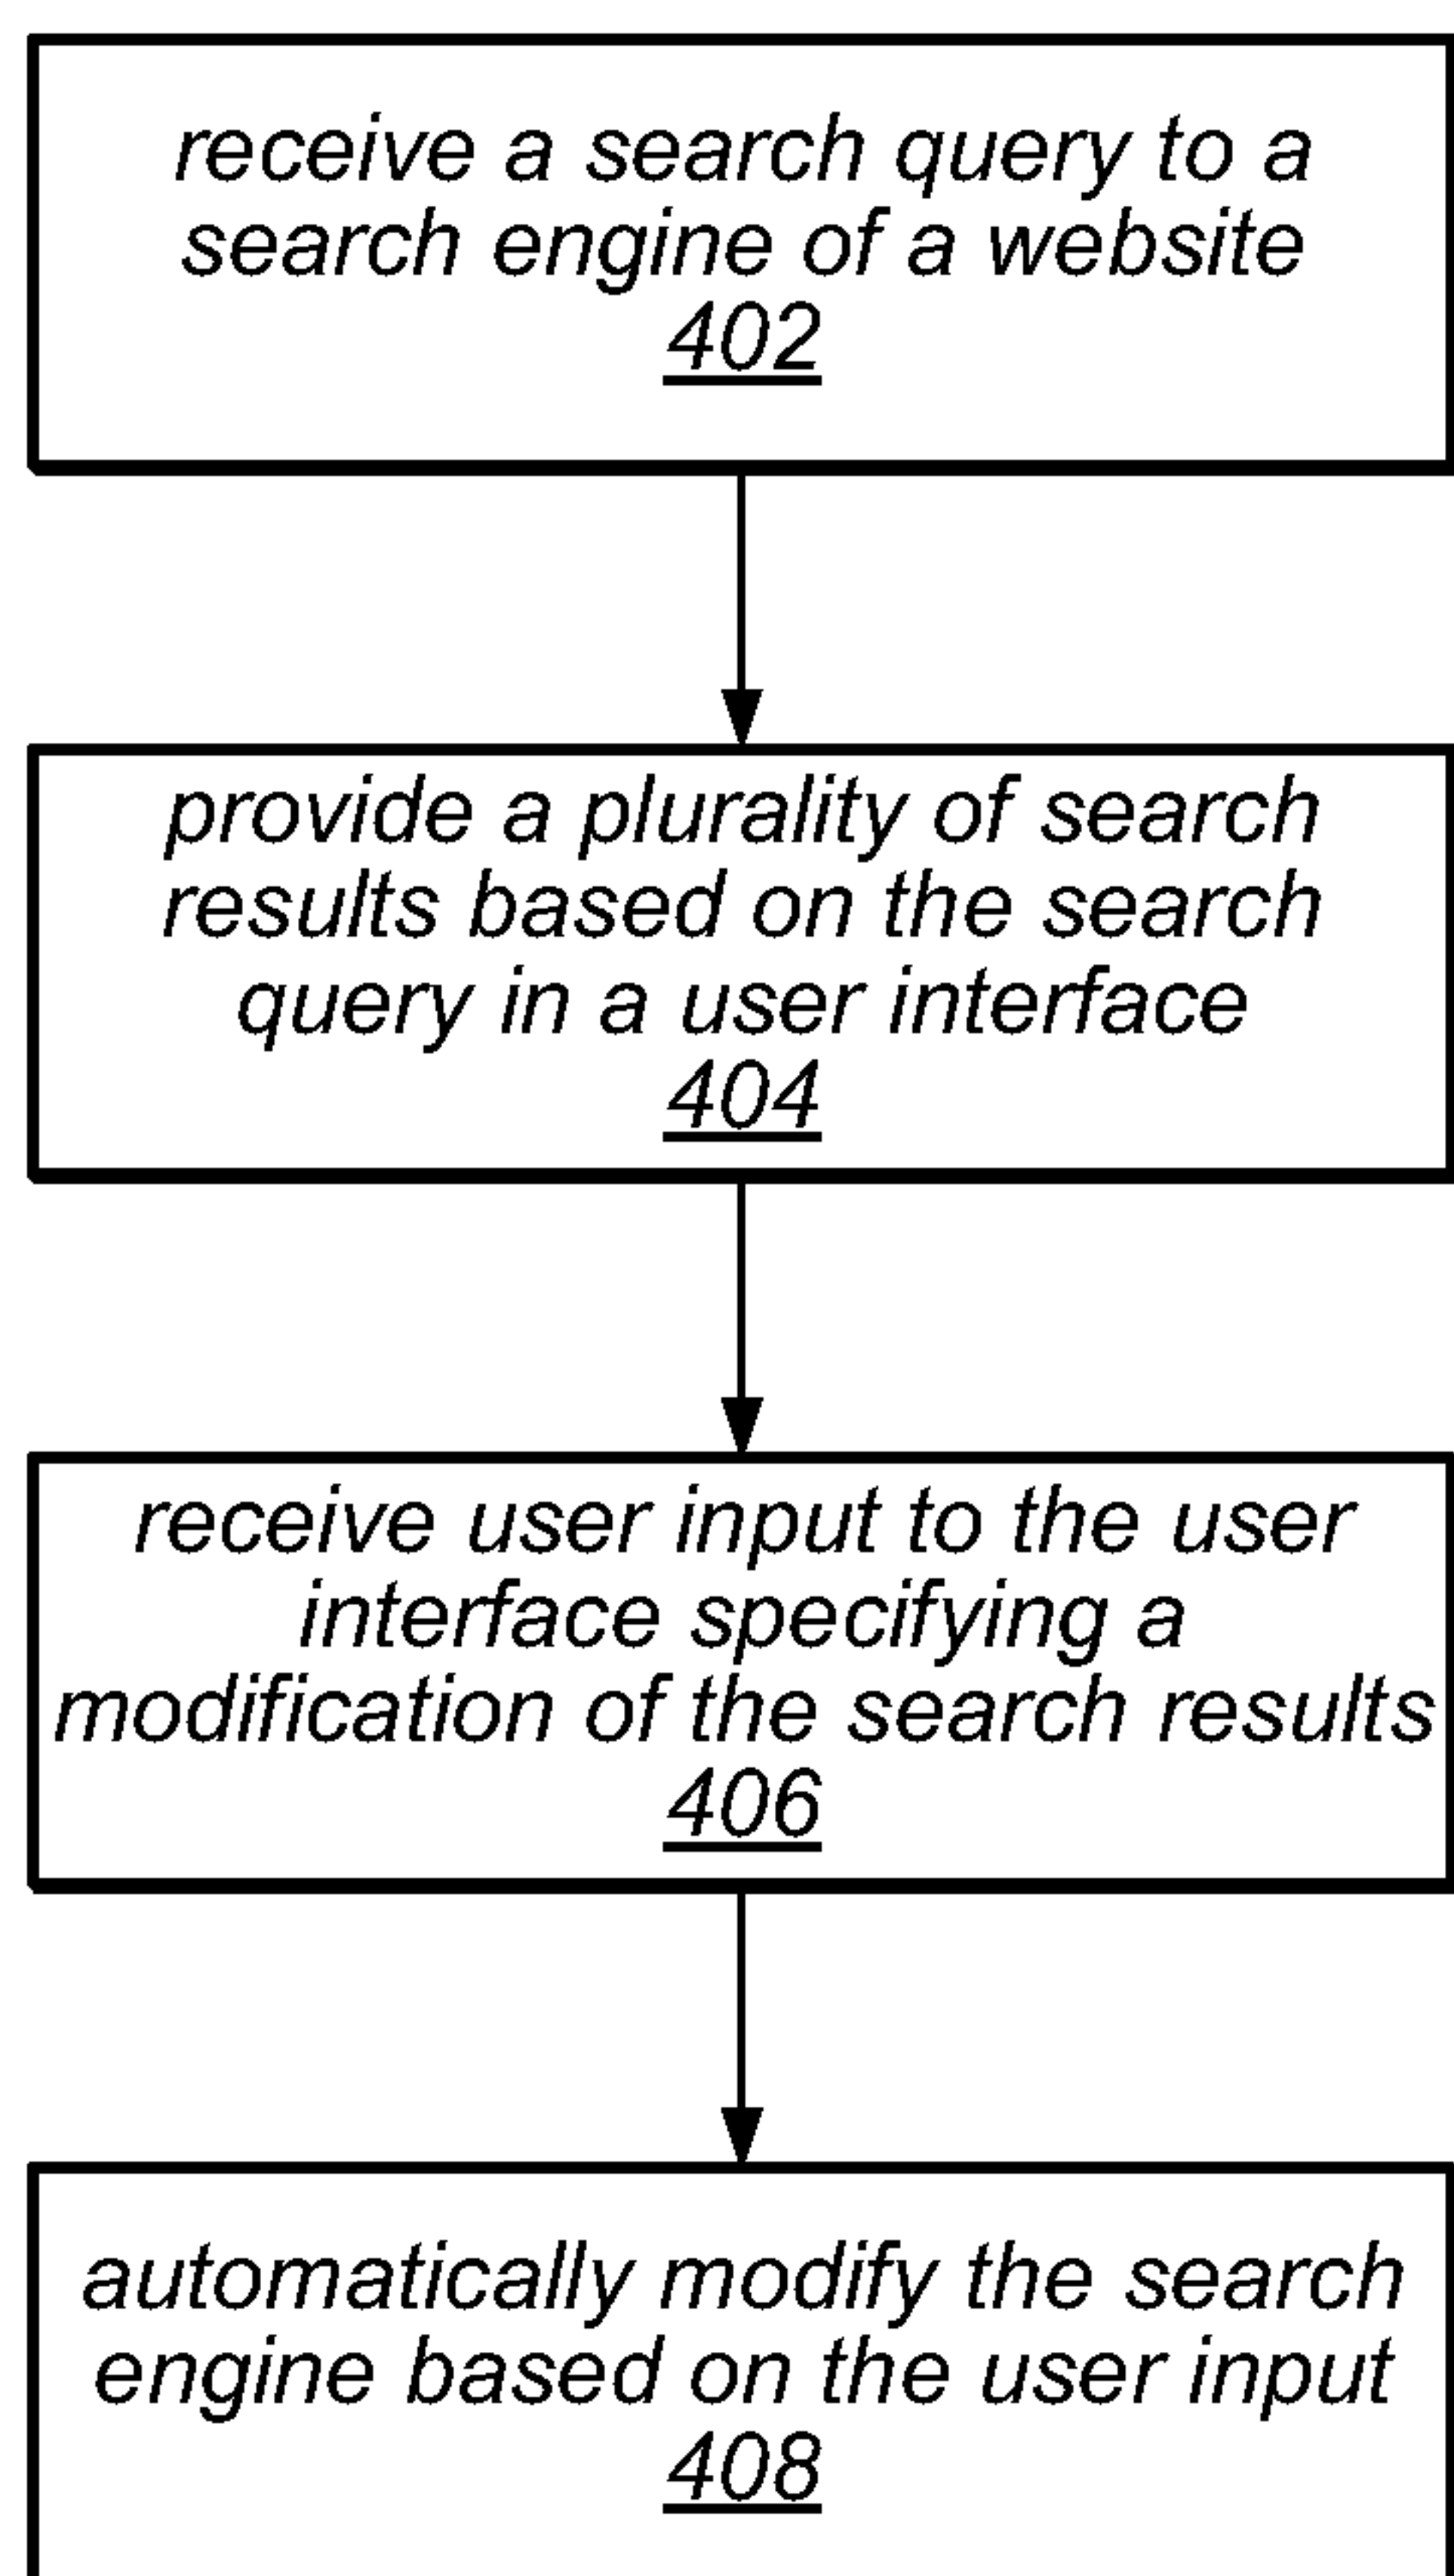 receive a search query to a
search engine of a website
402
provide a plurality of search
results based on the search
query in a user interface
404
receive user input to the user
interface specifying a
modification of the search results
406
automatically modify the search
engine based on the user input
408